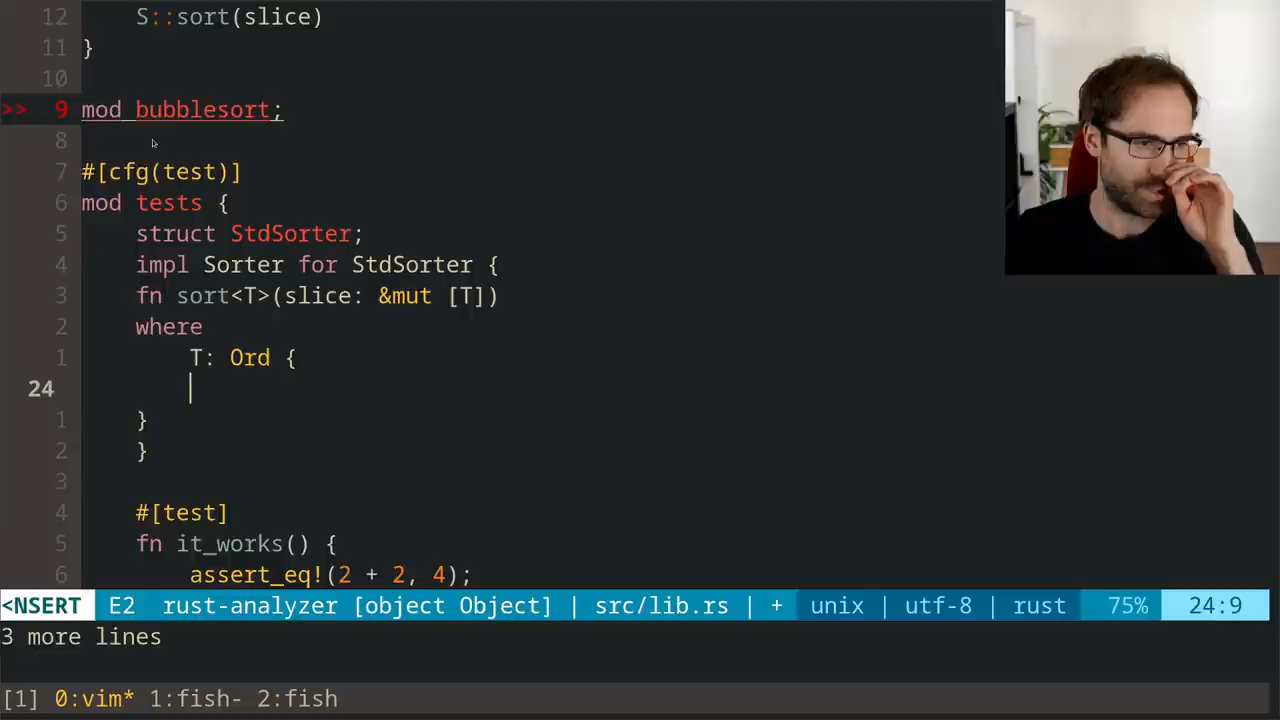 12 S::sort(slice)
11 }
10
>> 9 mod bubblesort;
8
7 #[cfg(test)]
6 mod tests {
5 struct StdSorter;
4 impl Sorter for StdSorter {
3 fn sort<T>(slice: &mut [T])
2 where
1 T: Ord {
24
1 }
2 }
3
4 #[test]
5 fn it_works() {
6 assert_eq!(2 + 2, 4);
<NSERT E2 rust-analyzer [object Object] | src/lib.rs | + unix | utf-8 | rust 75% 24:9
3 more lines
[1] 0:vim* 1:fish- 2:fish